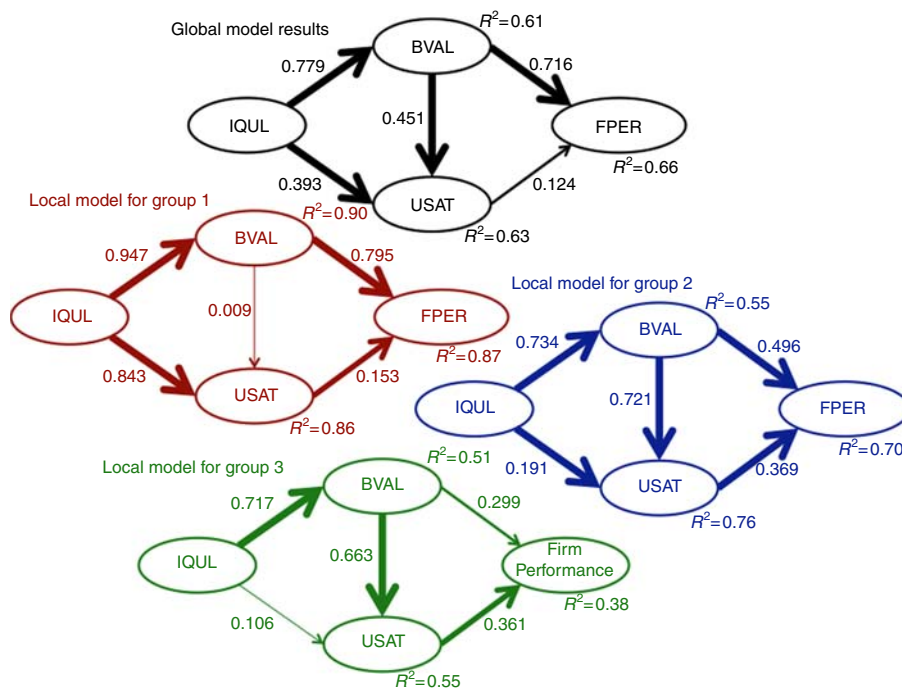 Global model results
R²=0.61
BVAL
0.779
0.716
IQUL
0.451
FPER
R²=0.66
0.393
0.124
USAT
R²=0.63
Local model for group 1
R²=0.90
BVAL
0.947
0.795
IQUL
0.009
FPER
R²=0.87
0.843
0.153
USAT
R²=0.86
Local model for group 2
R²=0.55
BVAL
0.734
0.496
IQUL
0.721
FPER
R²=0.70
0.191
0.369
USAT
R²=0.76
Local model for group 3
R²=0.51
BVAL
0.717
0.299
IQUL
0.663
Firm
Performance
R²=0.38
0.106
0.361
USAT
R²=0.55